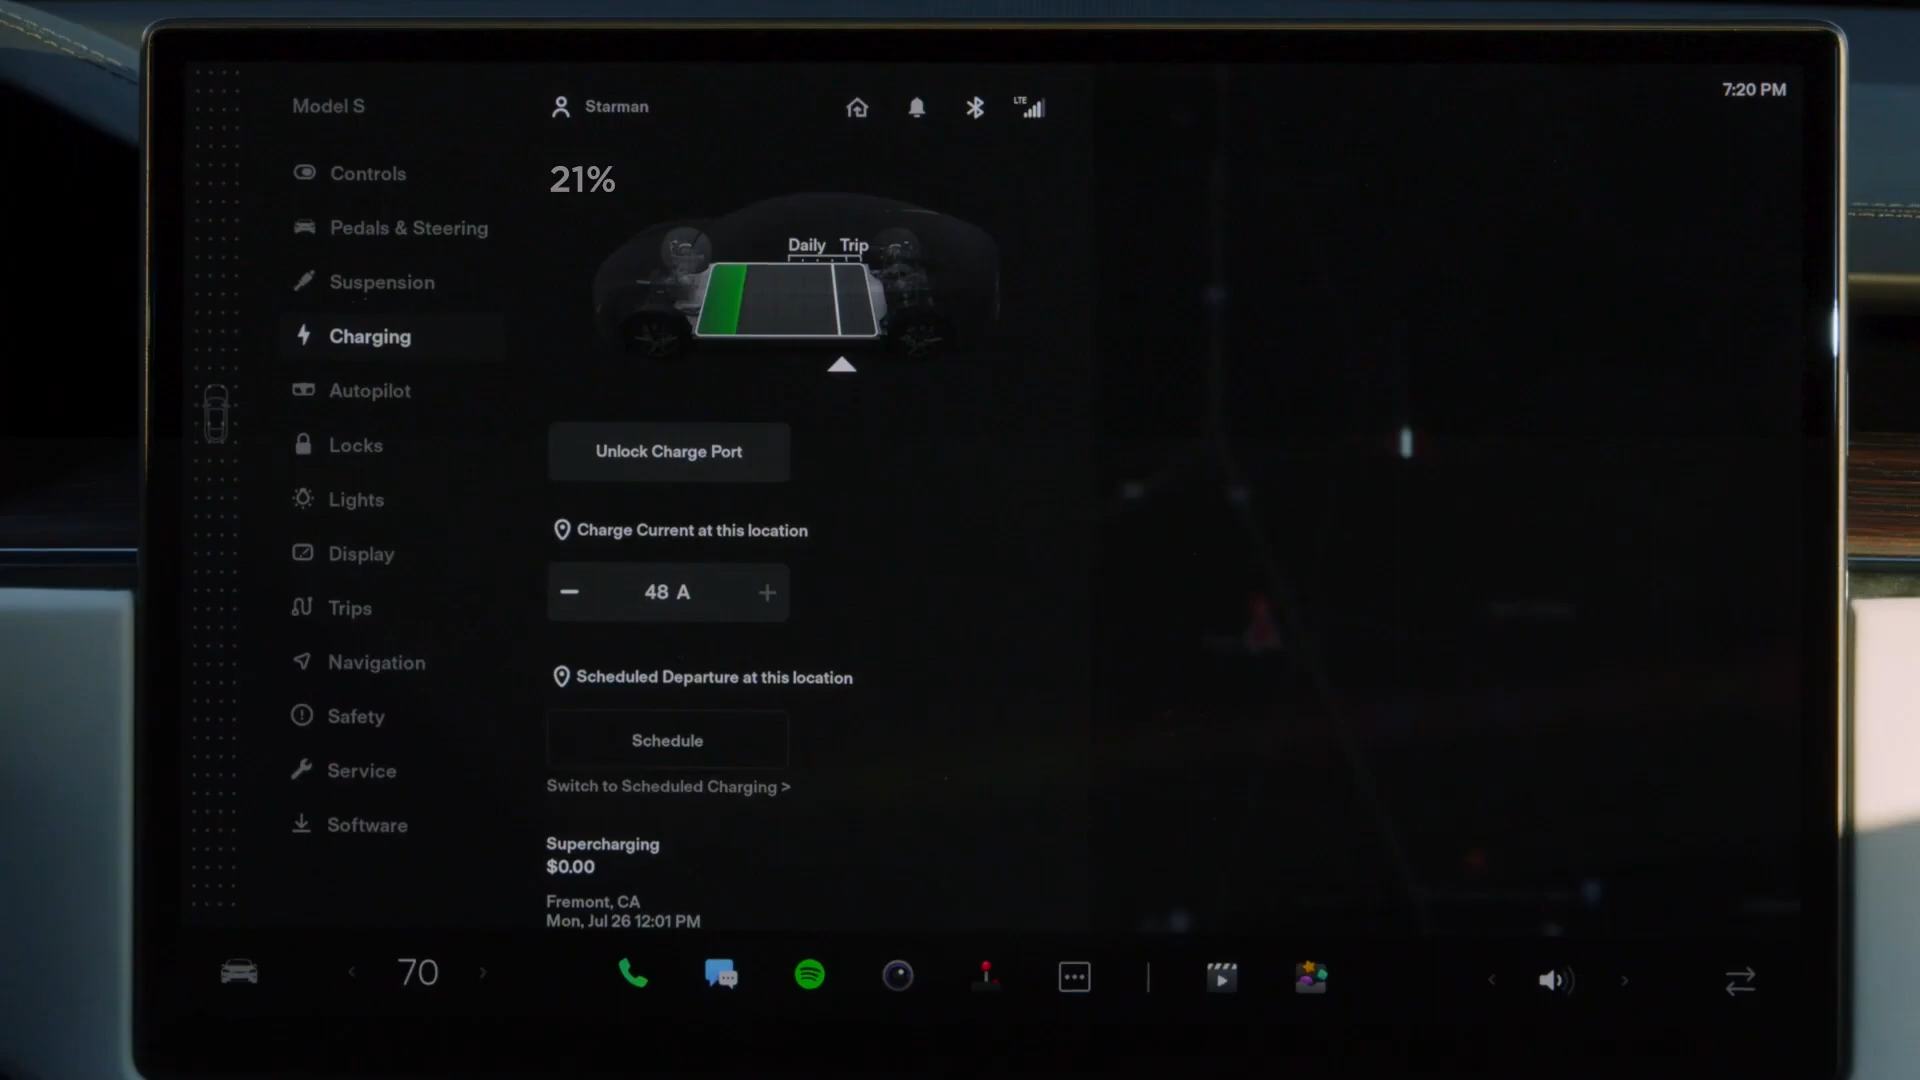 7:20 PM
Model S
Starman
LTE
Controls
Pedals & Steering
Suspension
Charging
Autopilot
Locks
Lights
Display
Trips
Navigation
Safety
Service
Software
21%
Daily Trip
Unlock Charge Port
Charge Current at this location
− 48 A +
Scheduled Departure at this location
Schedule
Switch to Scheduled Charging >
Supercharging
$0.00
Fremont, CA
Mon, Jul 26 12:01 PM
< 70 >